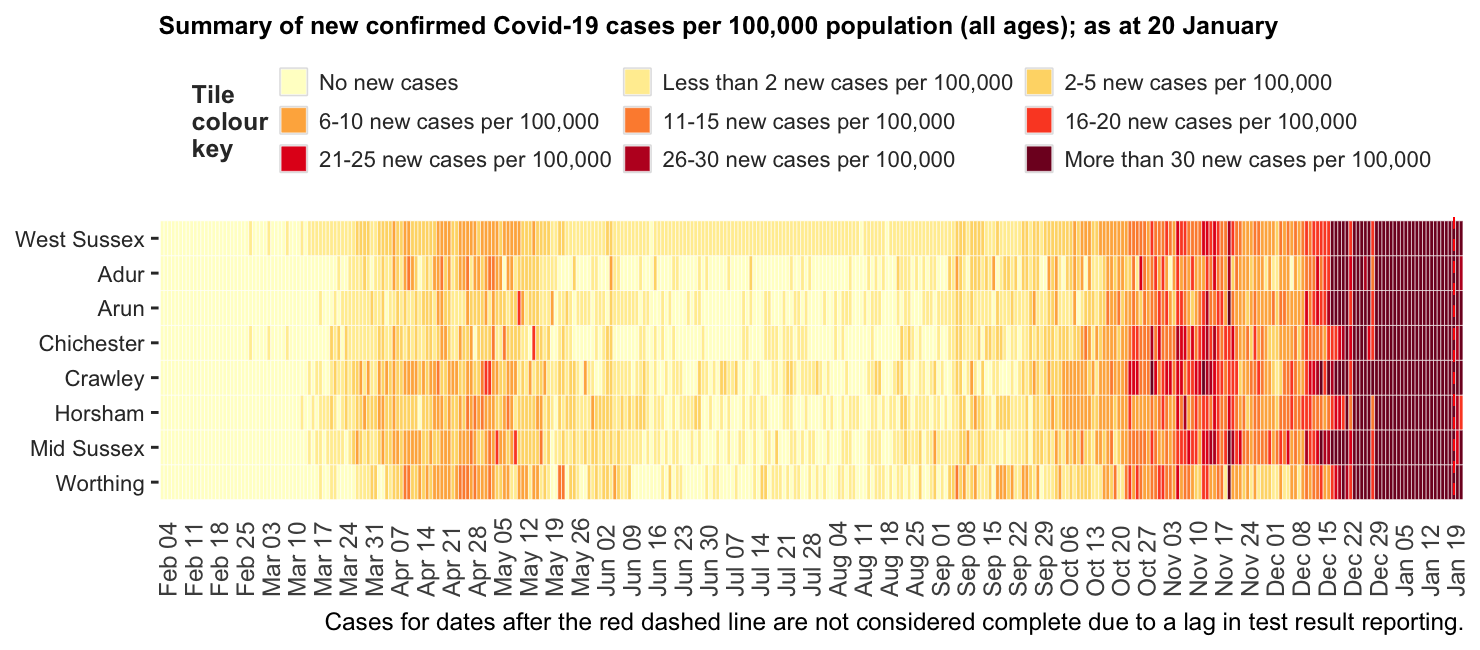 Summary of new confirmed Covid-19 cases per 100,000 population (all ages); as at 20 January
Tile
colour
key
No new cases
Less than 2 new cases per 100,000
2-5 new cases per 100,000
6-10 new cases per 100,000
11-15 new cases per 100,000
16-20 new cases per 100,000
21-25 new cases per 100,000
26-30 new cases per 100,000
More than 30 new cases per 100,000
West Sussex
Adur
Arun
Chichester
Crawley
Horsham
Mid Sussex
Worthing
Feb 04
Feb 11
Feb 18
Feb 25
Mar 03
Mar 10
Mar 17
Mar 24
Mar 31
Apr 07
Apr 14
Apr 21
Apr 28
May 05
May 12
May 19
May 26
Jun 02
Jun 09
Jun 16
Jun 23
Jun 30
Jul 07
Jul 14
Jul 21
Jul 28
Aug 04
Aug 11
Aug 18
Aug 25
Sep 01
Sep 08
Sep 15
Sep 22
Sep 29
Oct 06
Oct 13
Oct 20
Oct 27
Nov 03
Nov 10
Nov 17
Nov 24
Dec 01
Dec 08
Dec 15
Dec 22
Dec 29
Jan 05
Jan 12
Jan 19
Cases for dates after the red dashed line are not considered complete due to a lag in test result reporting.